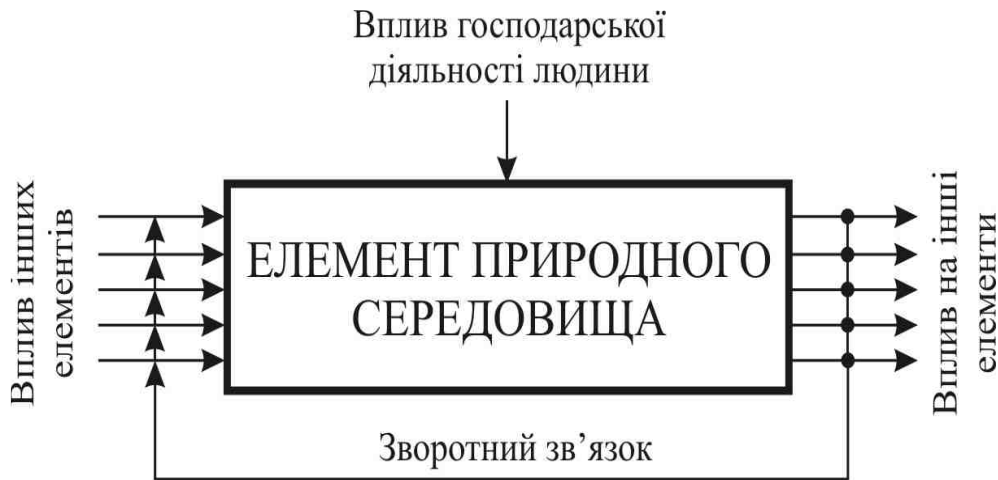 Вплив господарської
діяльності людини
Вплив інших
елементів
ЕЛЕМЕНТ ПРИРОДНОГО
СЕРЕДОВИЩА
Вплив на інші
елементи
Зворотний зв’язок